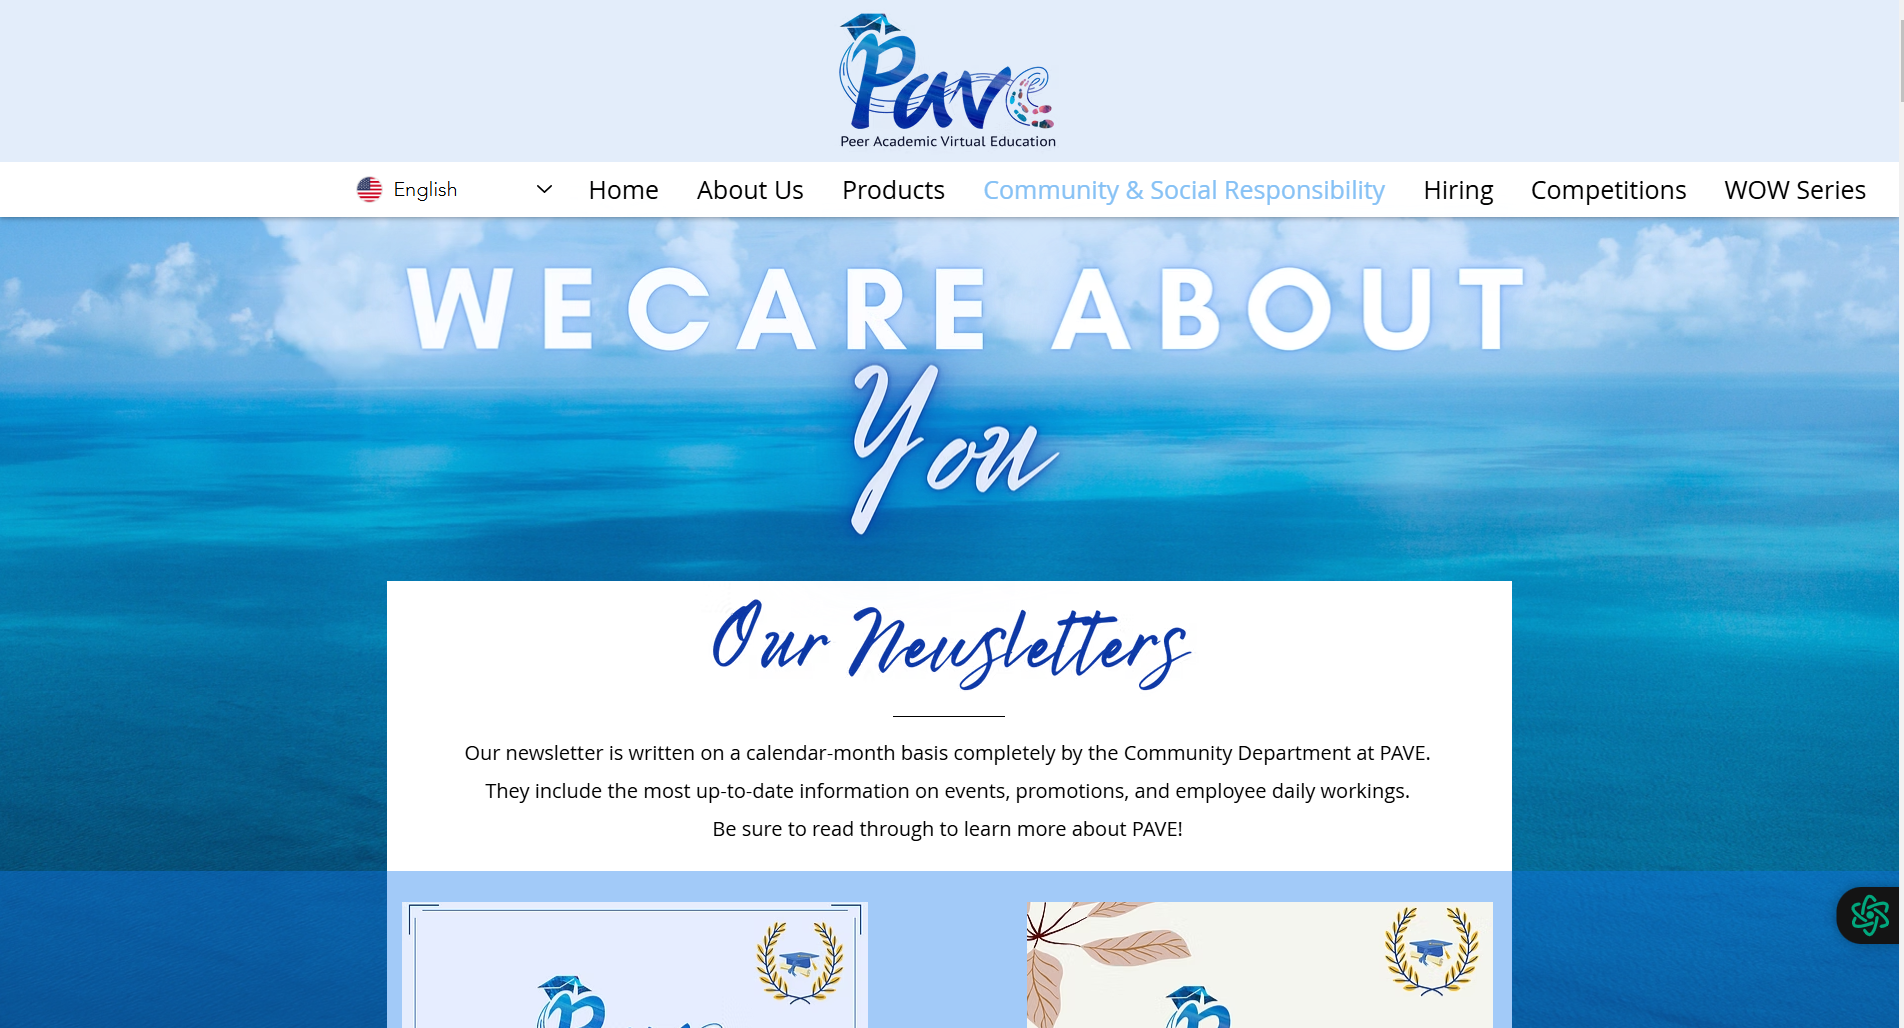 Pave
Peer Academic Virtual Education
English
Home About Us Products Community & Social Responsibility Hiring Competitions WOW Series
WECARE ABOUT
You
Our Newsletters
Our newsletter is written on a calendar-month basis completely by the Community Department at PAVE.
They include the most up-to-date information on events, promotions, and employee daily workings.
Be sure to read through to learn more about PAVE!